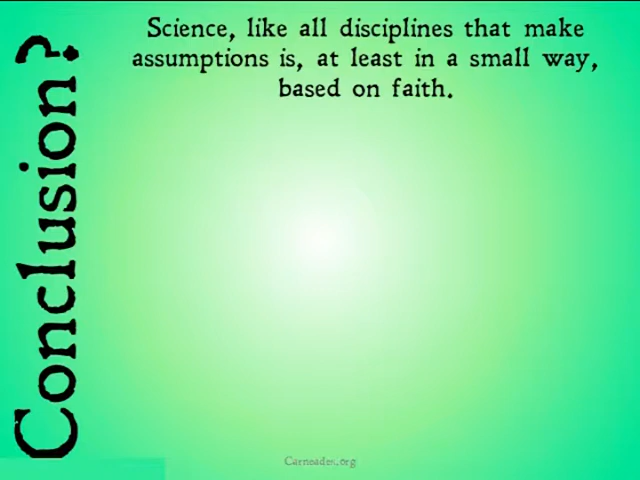 Conclusion?
Science, like all disciplines that make
assumptions is, at least in a small way,
based on faith.
Carneades.org